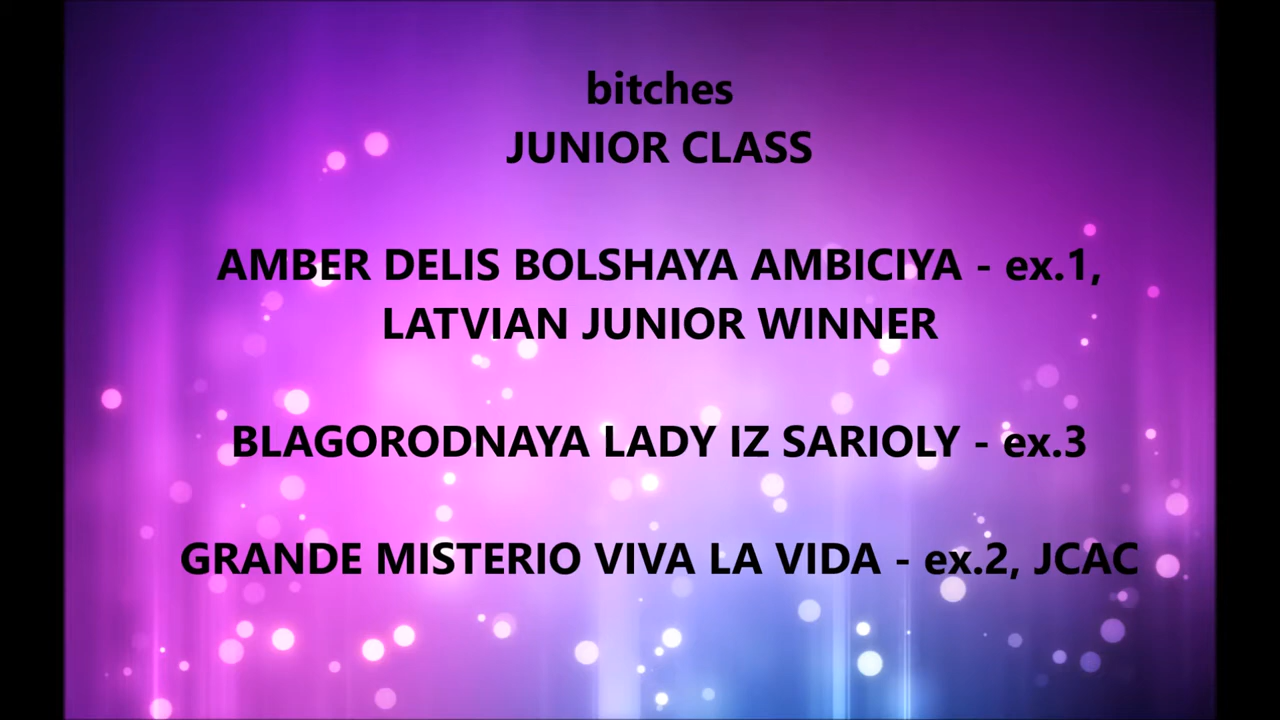 bitches
JUNIOR CLASS
AMBER DELIS BOLSHAYA AMBICIYA - ex.1,
LATVIAN JUNIOR WINNER
BLAGORODNAYA LADY IZ SARIOLY - ex.3
GRANDE MISTERIO VIVA LA VIDA - ex.2, JCAC